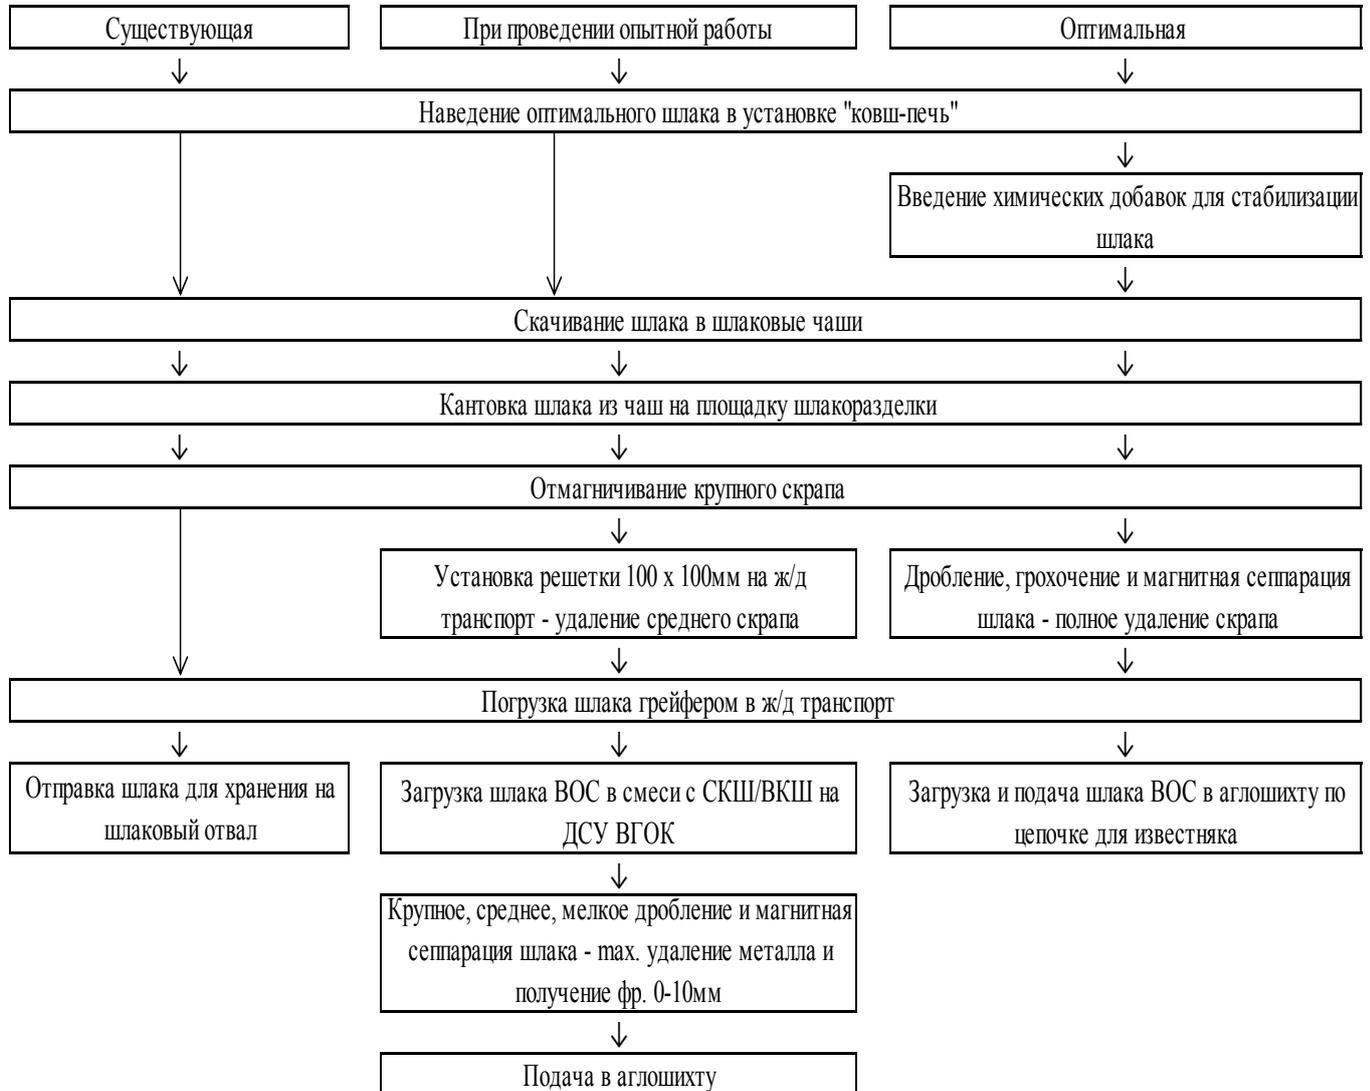 Существующая
При проведении опытной работы
Оптимальная
Наведение оптимального шлака в установке "ковш-печь"
Введение химических добавок для стабилизации
шлака
Скачивание шлака в шлаковые чаши
Кантовка шлака из чаш на площадку шлакоразделки
Отмагничивание крупного скрапа
Установка решетки 100 х 100мм на ж/д
транспорт - удаление среднего скрапа
Дробление, грохочение и магнитная сеппарация
шлака - полное удаление скрапа
Погрузка шлака грейфером в ж/д транспорт
Отправка шлака для хранения на
шлаковый отвал
Загрузка шлака ВОС в смеси с СКШ/ВКШ на
ДСУ ВГОК
Загрузка и подача шлака ВОС в аглошихту по
цепочке для известняка
Крупное, среднее, мелкое дробление и магнитная
сеппарация шлака - max. удаление металла и
получение фр. 0-10мм
Подача в аглошихту